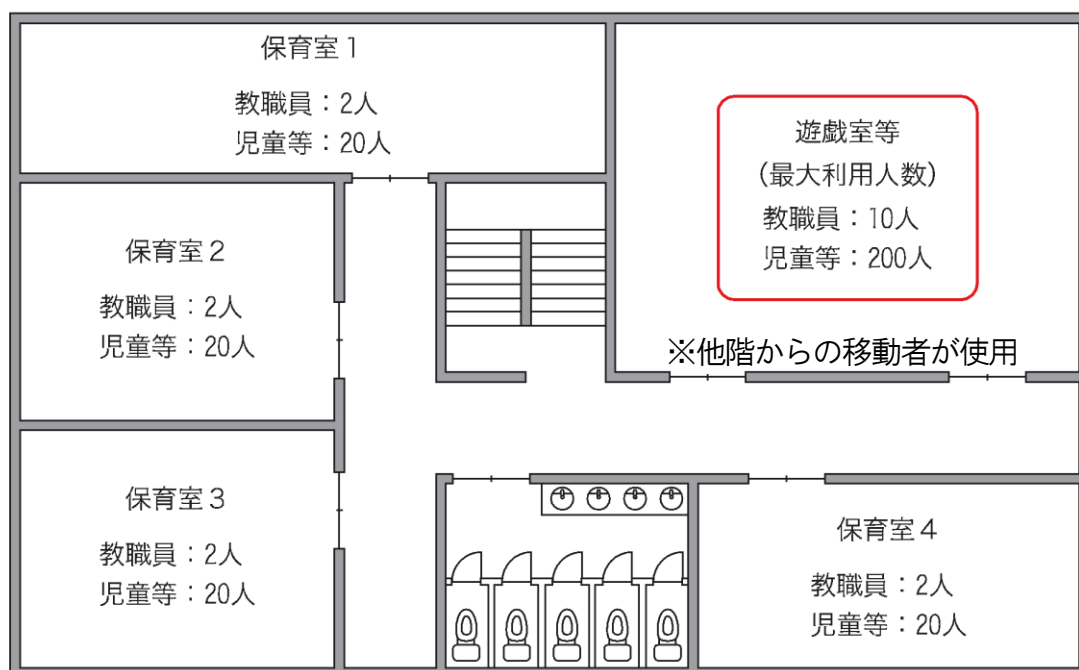 保育室１
教職員：2人
児童等：20人
遊戯室等
（最大利用人数）
教職員：10人
児童等：200人
※他階からの移動者が使用
保育室２
教職員：2人
児童等：20人
保育室３
教職員：2人
児童等：20人
保育室４
教職員：2人
児童等：20人